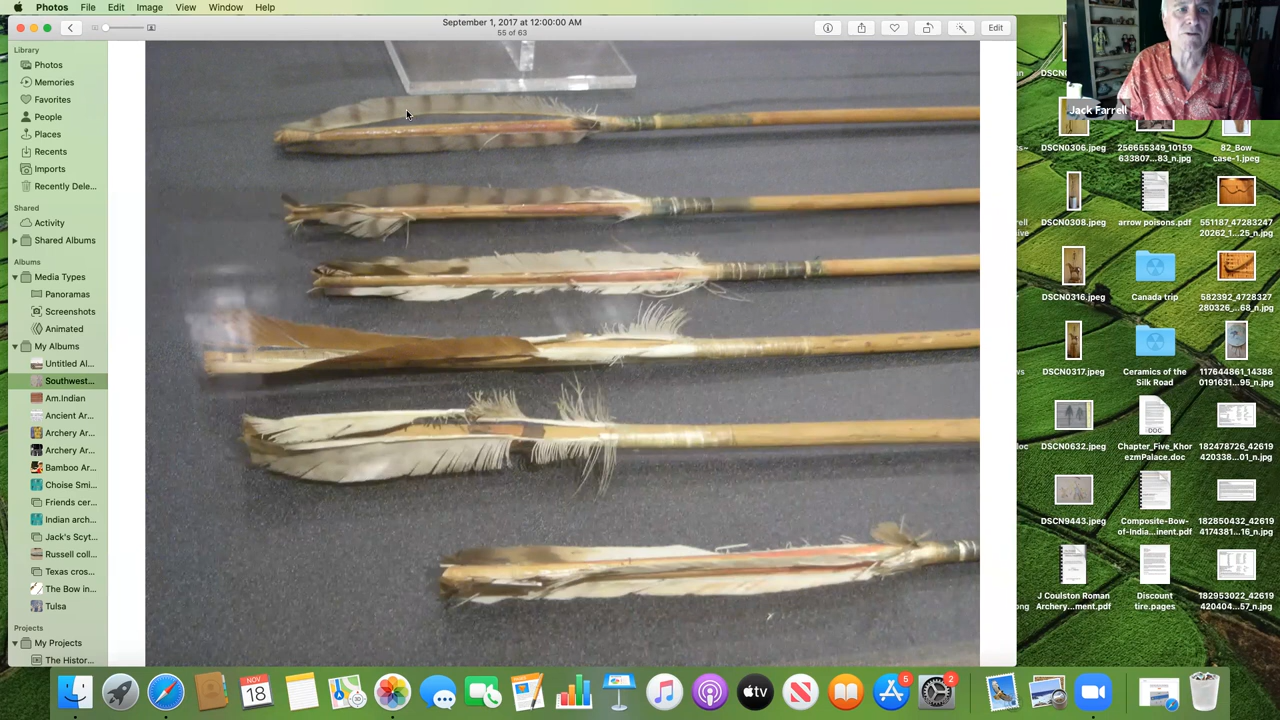 Photos File Edit Image View Window Help
September 1, 2017 at 12:00:00 AM
55 of 63
Edit
Library
Photos
Memories
Favorites
People
Places
Recents
Imports
Recently Dele...
Shared
Activity
Shared Albums
Albums
Media Types
Panoramas
Screenshots
Animated
My Albums
Untitled Al...
Southwest...
Am.Indian
Ancient Ar...
Archery Ar...
Archery Ar...
Bamboo Ar...
Choise Smi...
Friends cer...
Indian arch...
Jack's Scyt...
Russell coll...
Texas cros...
The Bow in...
Tulsa
Projects
My Projects
The Histor...
Jack Farrell
DSCN0306.jpeg
256655349_10159
633807...83_n.jpg
82_Bow
case-1.jpeg
DSCN0308.jpeg
arrow poisons.pdf
551187_47283247
20262_1...25_n.jpg
DSCN0316.jpeg
Canada trip
582392_4728327
280326_...68_n.jpg
DSCN0317.jpeg
Ceramics of the
Silk Road
117644861_14388
0191631...95_n.jpg
DSCN0632.jpeg
DOC
Chapter_Five_Khor
ezmPalace.doc
182478726_42619
420338...01_n.jpg
DSCN9443.jpeg
Composite-Bow-
of-India...inent.pdf
182850432_42619
4174381...16_n.jpg
J Coulston Roman
Archery...ment.pdf
Discount
tire.pages
182953022_42619
420404...57_n.jpg
NOV
18
tv
5
2